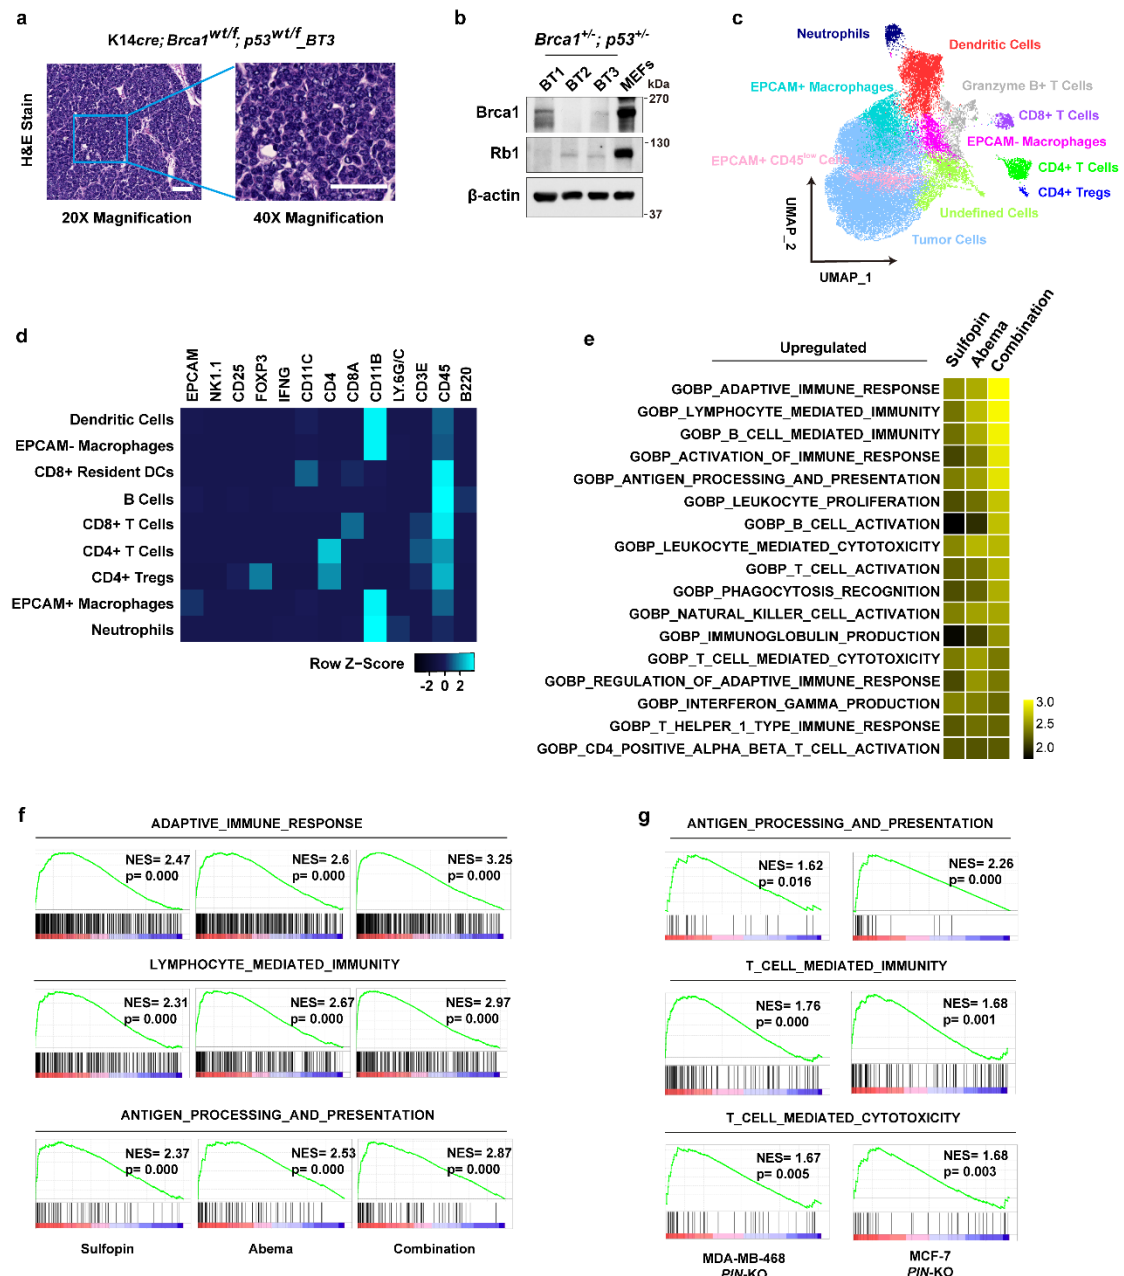 a
K14cre; Brca1wt/f; p53wt/f_BT3
H&E Stain
20X Magnification
40X Magnification
b
Brca1+/-; p53+/-
BT1 BT2 BT3 MEFs
kDa
Brca1
270
Rb1
130
β-actin
37
c
Neutrophils
Dendritic Cells
EPCAM+ Macrophages
Granzyme B+ T Cells
CD8+ T Cells
EPCAM- Macrophages
EPCAM+ CD45low Cells
CD4+ T Cells
CD4+ Tregs
Undefined Cells
Tumor Cells
UMAP_2
UMAP_1
d
EPCAM NK1.1 CD25 FOXP3 IFNG CD11C CD4 CD8A CD11B LY.6G/C CD3E CD45 B220
Dendritic Cells
EPCAM- Macrophages
CD8+ Resident DCs
B Cells
CD8+ T Cells
CD4+ T Cells
CD4+ Tregs
EPCAM+ Macrophages
Neutrophils
Row Z-Score
-2 0 2
e
Upregulated
Sulfopin Abema Combination
GOBP_ADAPTIVE_IMMUNE_RESPONSE
GOBP_LYMPHOCYTE_MEDIATED_IMMUNITY
GOBP_B_CELL_MEDIATED_IMMUNITY
GOBP_ACTIVATION_OF_IMMUNE_RESPONSE
GOBP_ANTIGEN_PROCESSING_AND_PRESENTATION
GOBP_LEUKOCYTE_PROLIFERATION
GOBP_B_CELL_ACTIVATION
GOBP_LEUKOCYTE_MEDIATED_CYTOTOXICITY
GOBP_T_CELL_ACTIVATION
GOBP_PHAGOCYTOSIS_RECOGNITION
GOBP_NATURAL_KILLER_CELL_ACTIVATION
GOBP_IMMUNOGLOBULIN_PRODUCTION
GOBP_T_CELL_MEDIATED_CYTOTOXICITY
GOBP_REGULATION_OF_ADAPTIVE_IMMUNE_RESPONSE
GOBP_INTERFERON_GAMMA_PRODUCTION
GOBP_T_HELPER_1_TYPE_IMMUNE_RESPONSE
GOBP_CD4_POSITIVE_ALPHA_BETA_T_CELL_ACTIVATION
3.0
2.5
2.0
f
ADAPTIVE_IMMUNE_RESPONSE
NES= 2.47 NES= 2.6 NES= 3.25
p= 0.000 p= 0.000 p= 0.000
LYMPHOCYTE_MEDIATED_IMMUNITY
NES= 2.31 NES= 2.67 NES= 2.97
p= 0.000 p= 0.000 p= 0.000
ANTIGEN_PROCESSING_AND_PRESENTATION
NES= 2.37 NES= 2.53 NES= 2.87
p= 0.000 p= 0.000 p= 0.000
Sulfopin Abema Combination
g
ANTIGEN_PROCESSING_AND_PRESENTATION
NES= 1.62 NES= 2.26
p= 0.016 p= 0.000
T_CELL_MEDIATED_IMMUNITY
NES= 1.76 NES= 1.68
p= 0.000 p= 0.001
T_CELL_MEDIATED_CYTOTOXICITY
NES= 1.67 NES= 1.68
p= 0.005 p= 0.003
MDA-MB-468 MCF-7
PIN-KO PIN-KO